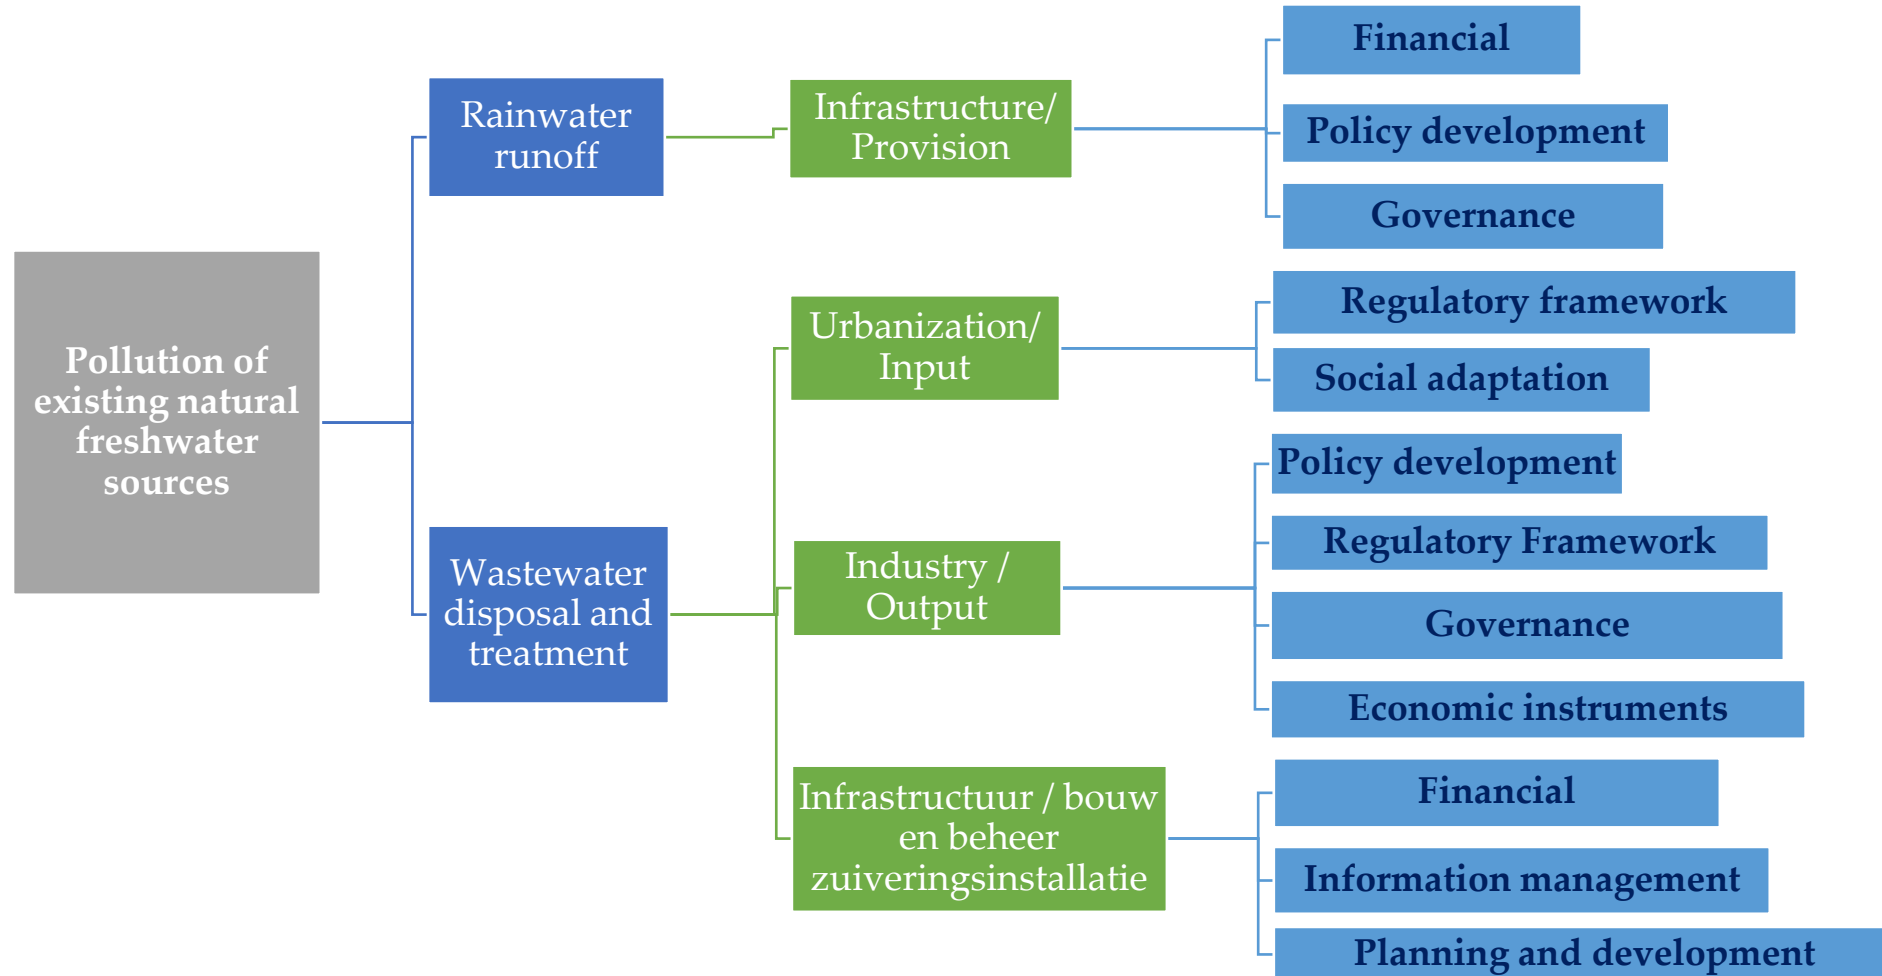 Pollution of
existing natural
freshwater
sources
Rainwater
runoff
Infrastructure/
Provision
Financial
Policy development
Governance
Wastewater
disposal and
treatment
Urbanization/
Input
Regulatory framework
Social adaptation
Industry /
Output
Policy development
Regulatory Framework
Governance
Economic instruments
Infrastructuur / bouw
en beheer
zuiveringsinstallatie
Financial
Information management
Planning and development